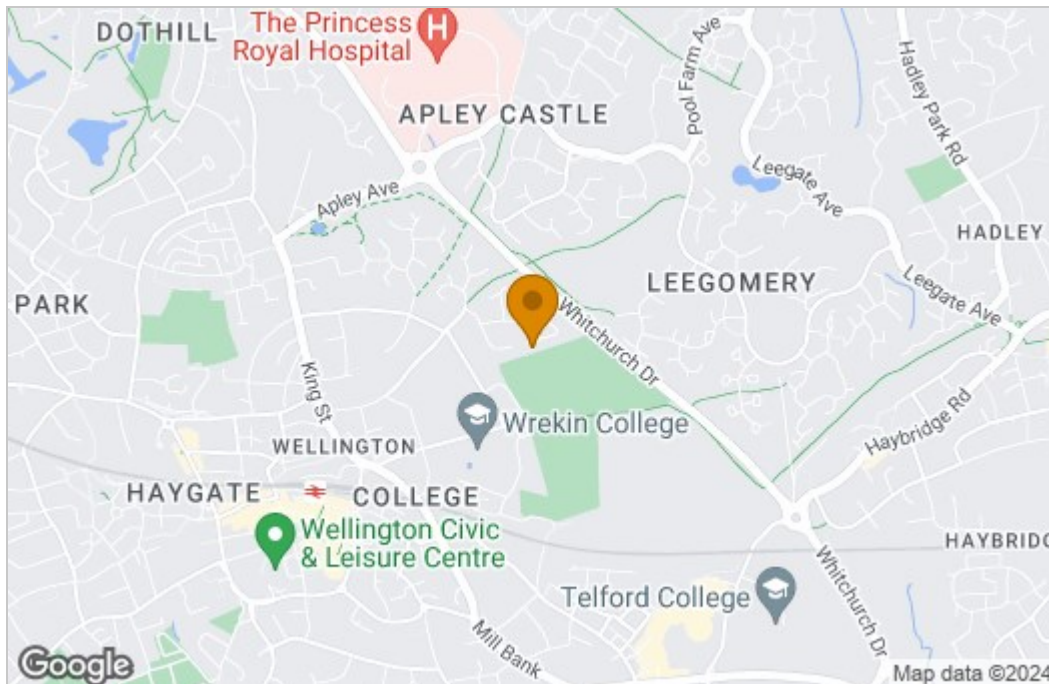 DOTHILL
The Princess
Royal Hospital
H
APLEY CASTLE
Pool Farm Ave
Hadley Park Rd
Apley Ave
Leegate Ave
HADLEY
LEEGOMERY
PARK
Leegate Ave
Whitchurch Dr
King St
Wrekin College
WELLINGTON
Haybridge Rd
HAYGATE
COLLEGE
Wellington Civic
& Leisure Centre
HAYBRIDG
Telford College
Whitchurch Dr
Mill Bank
Google
Map data ©2024